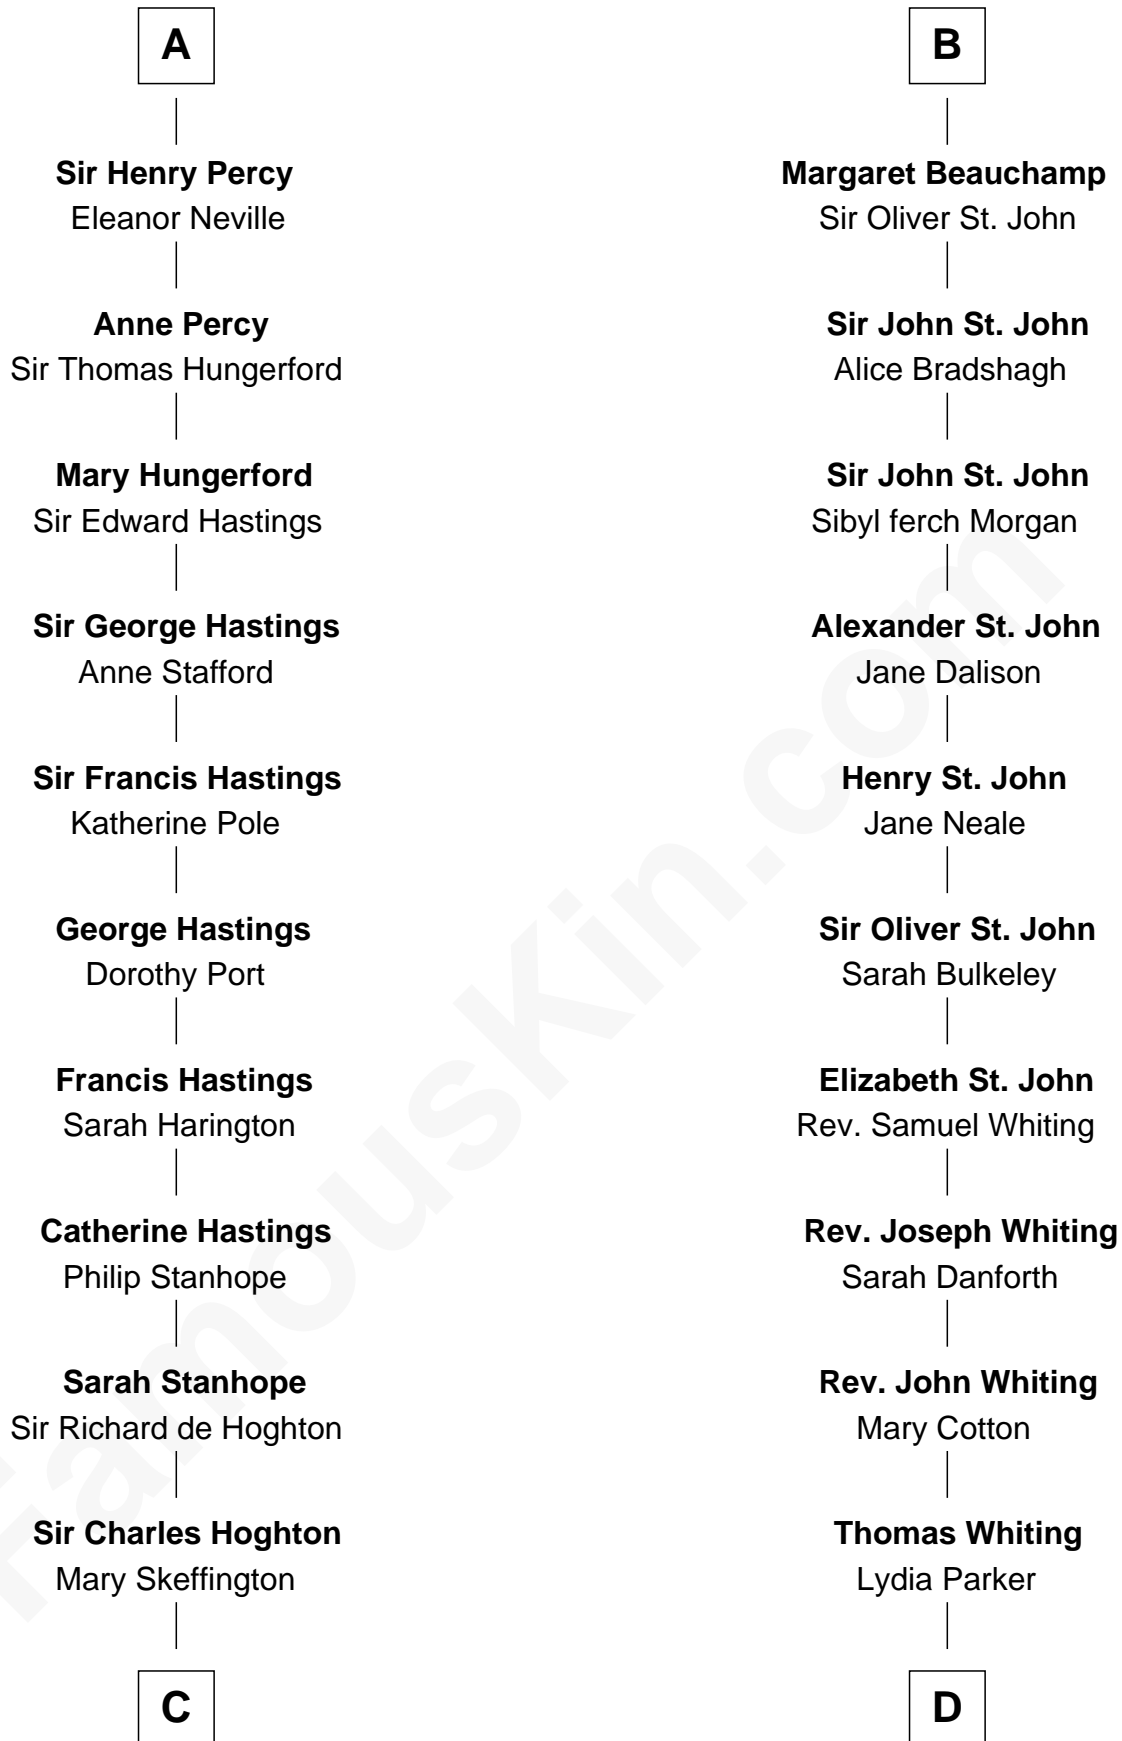 A
Sir Henry Percy
Eleanor Neville
Anne Percy
Sir Thomas Hungerford
Mary Hungerford
Sir Edward Hastings
Sir George Hastings
Anne Stafford
Sir Francis Hastings
Katherine Pole
George Hastings
Dorothy Port
Francis Hastings
Sarah Harington
Catherine Hastings
Philip Stanhope
Sarah Stanhope
Sir Richard de Hoghton
Sir Charles Hoghton
Mary Skeffington
C
B
Margaret Beauchamp
Sir Oliver St. John
Sir John St. John
Alice Bradshagh
Sir John St. John
Sibyl ferch Morgan
Alexander St. John
Jane Dalison
Henry St. John
Jane Neale
Sir Oliver St. John
Sarah Bulkeley
Elizabeth St. John
Rev. Samuel Whiting
Rev. Joseph Whiting
Sarah Danforth
Rev. John Whiting
Mary Cotton
Thomas Whiting
Lydia Parker
D
FamousKin.com